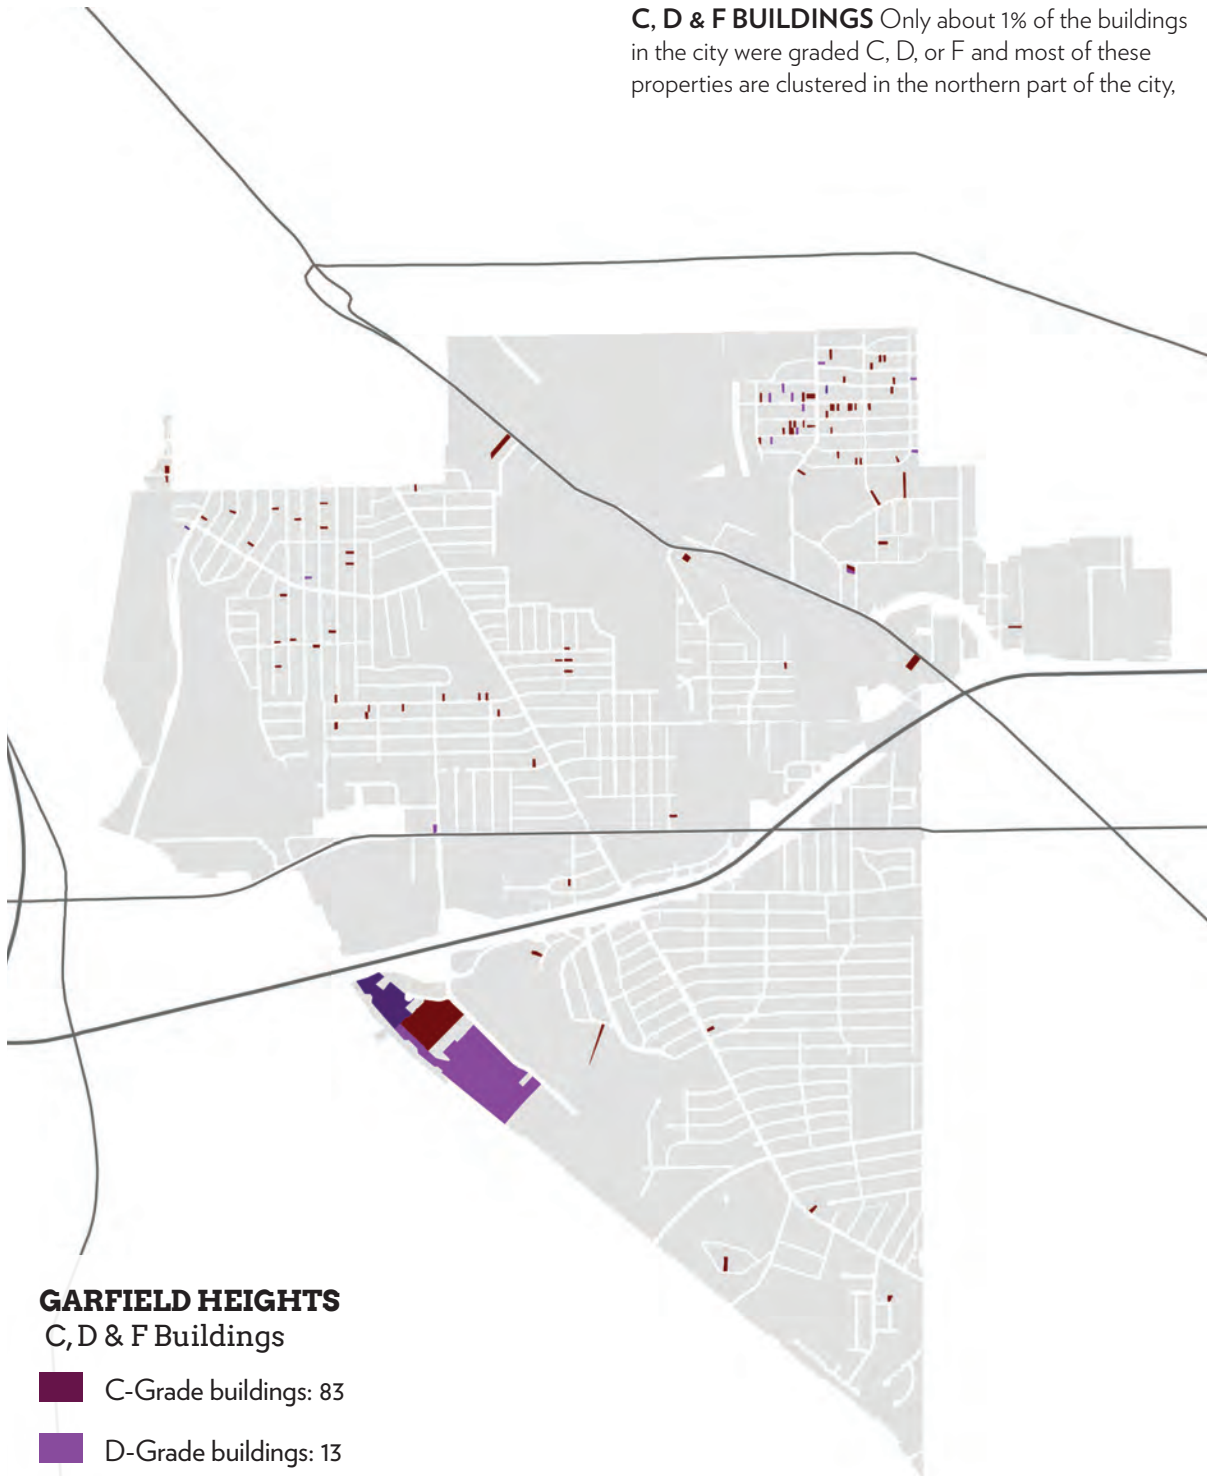 C, D & F BUILDINGS Only about 1% of the buildings
in the city were graded C, D, or F and most of these
properties are clustered in the northern part of the city,
GARFIELD HEIGHTS
C, D & F Buildings
C-Grade buildings: 83
D-Grade buildings: 13